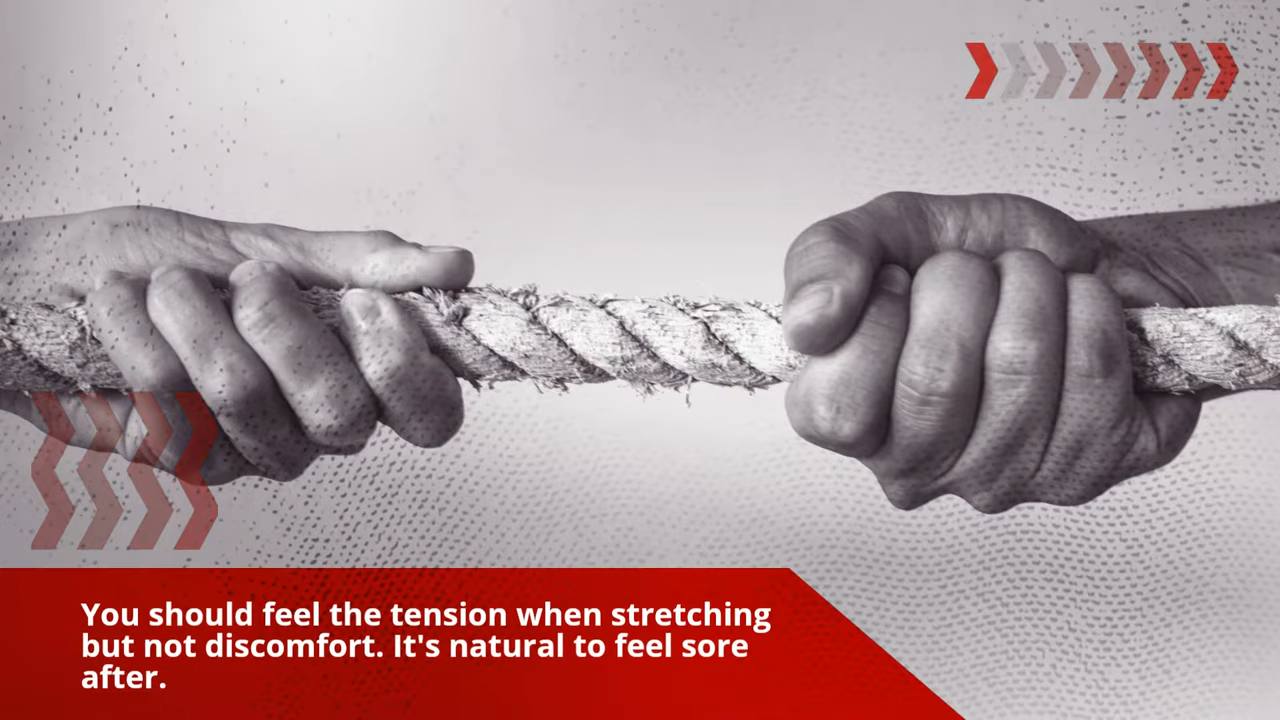 You should feel the tension when stretching
but not discomfort. It's natural to feel sore
after.